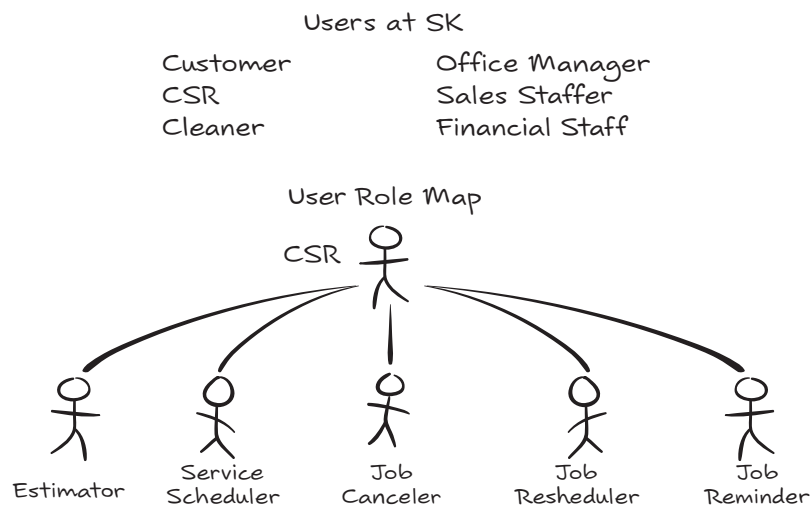 Users at SK
Customer
CSR
Cleaner
Office Manager
Sales Staffer
Financial Staff
User Role Map
CSR
Estimator
Service
Scheduler
Job
Canceler
Job
Resheduler
Job
Reminder